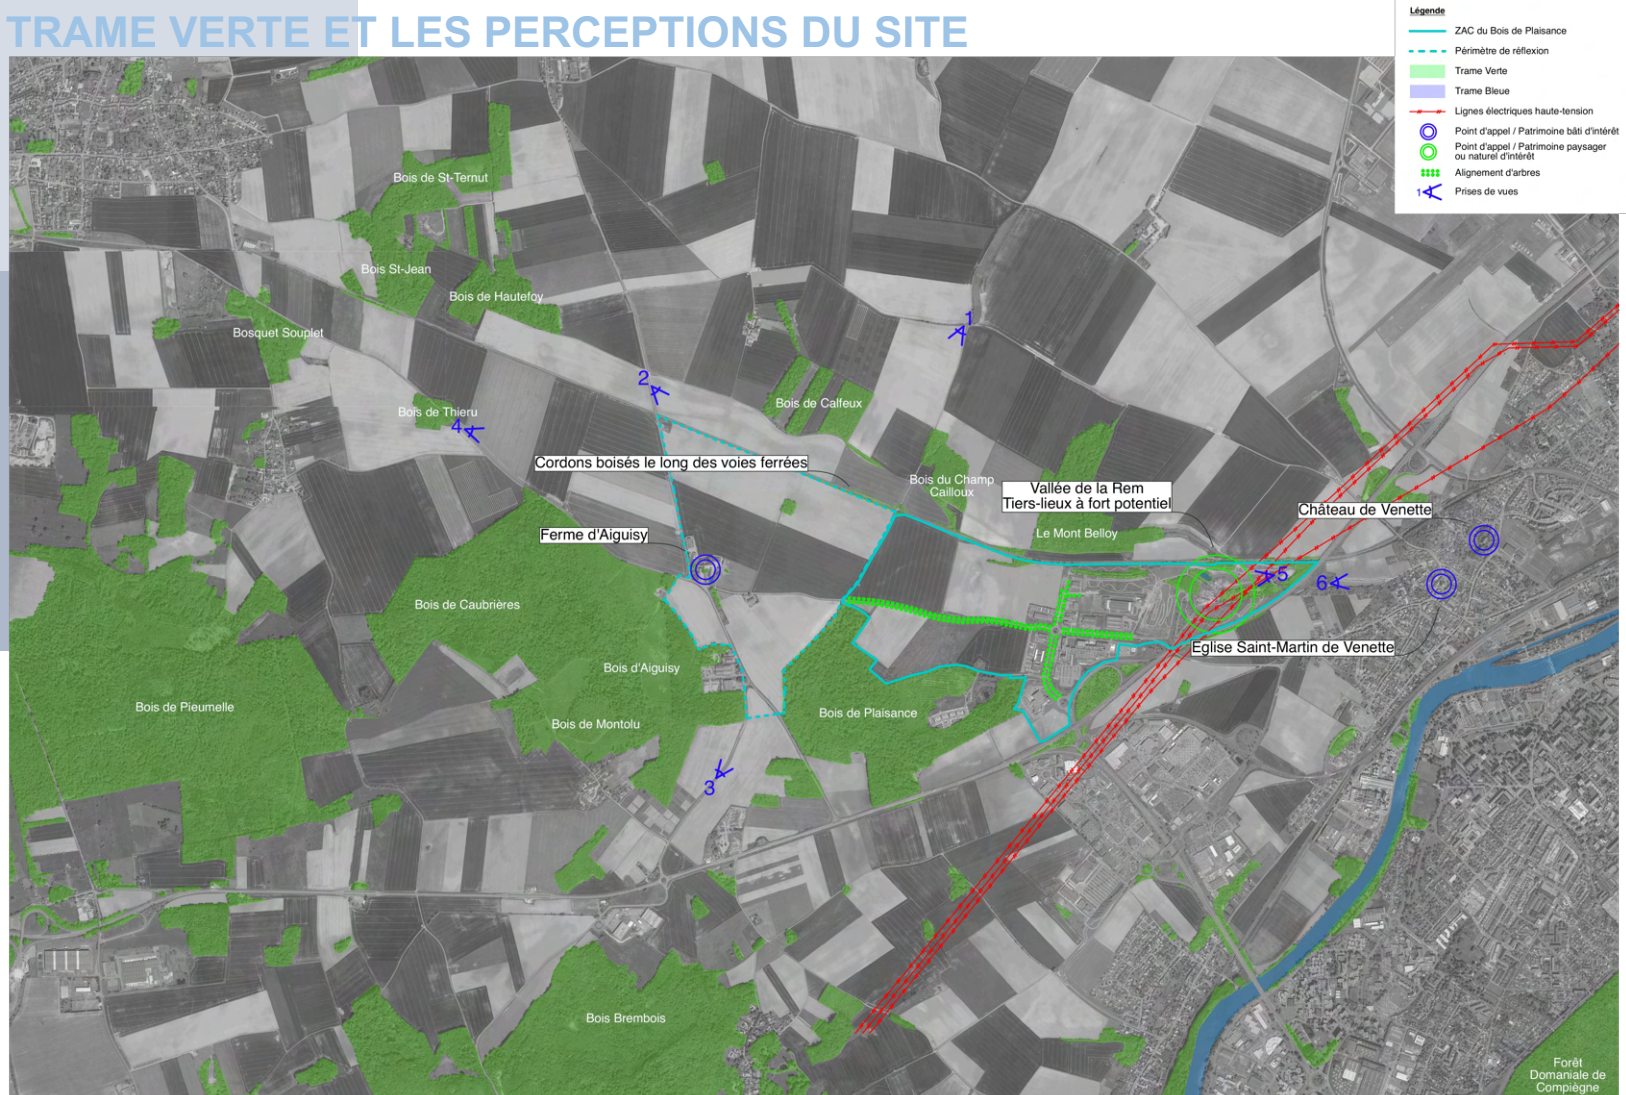 TRAME VERTE ET LES PERCEPTIONS DU SITE
Légende
ZAC du Bois de Plaisance
Périmètre de réflexion
Trame Verte
Trame Bleue
Lignes électriques haute-tension
Point d'appel / Patrimoine bâti d'intérêt
Point d'appel / Patrimoine paysager
ou naturel d'intérêt
Alignement d'arbres
1 Prises de vues
Bois de St-Ternut
Bois St-Jean
Bois de Hautefoy
Bosquet Souplet
1
2
Bois de Thieru
4
Bois de Calfeux
Cordons boisés le long des voies ferrées
Bois du Champ
Cailloux
Vallée de la Rem
Tiers-lieux à fort potentiel
Château de Venette
Ferme d'Aiguisy
Le Mont Belloy
5
6
Bois de Caubrières
Eglise Saint-Martin de Venette
Bois d'Aiguisy
Bois de Pieumelle
Bois de Montolu
Bois de Plaisance
3
Bois Brembois
Forêt
Domaniale de
Compiègne